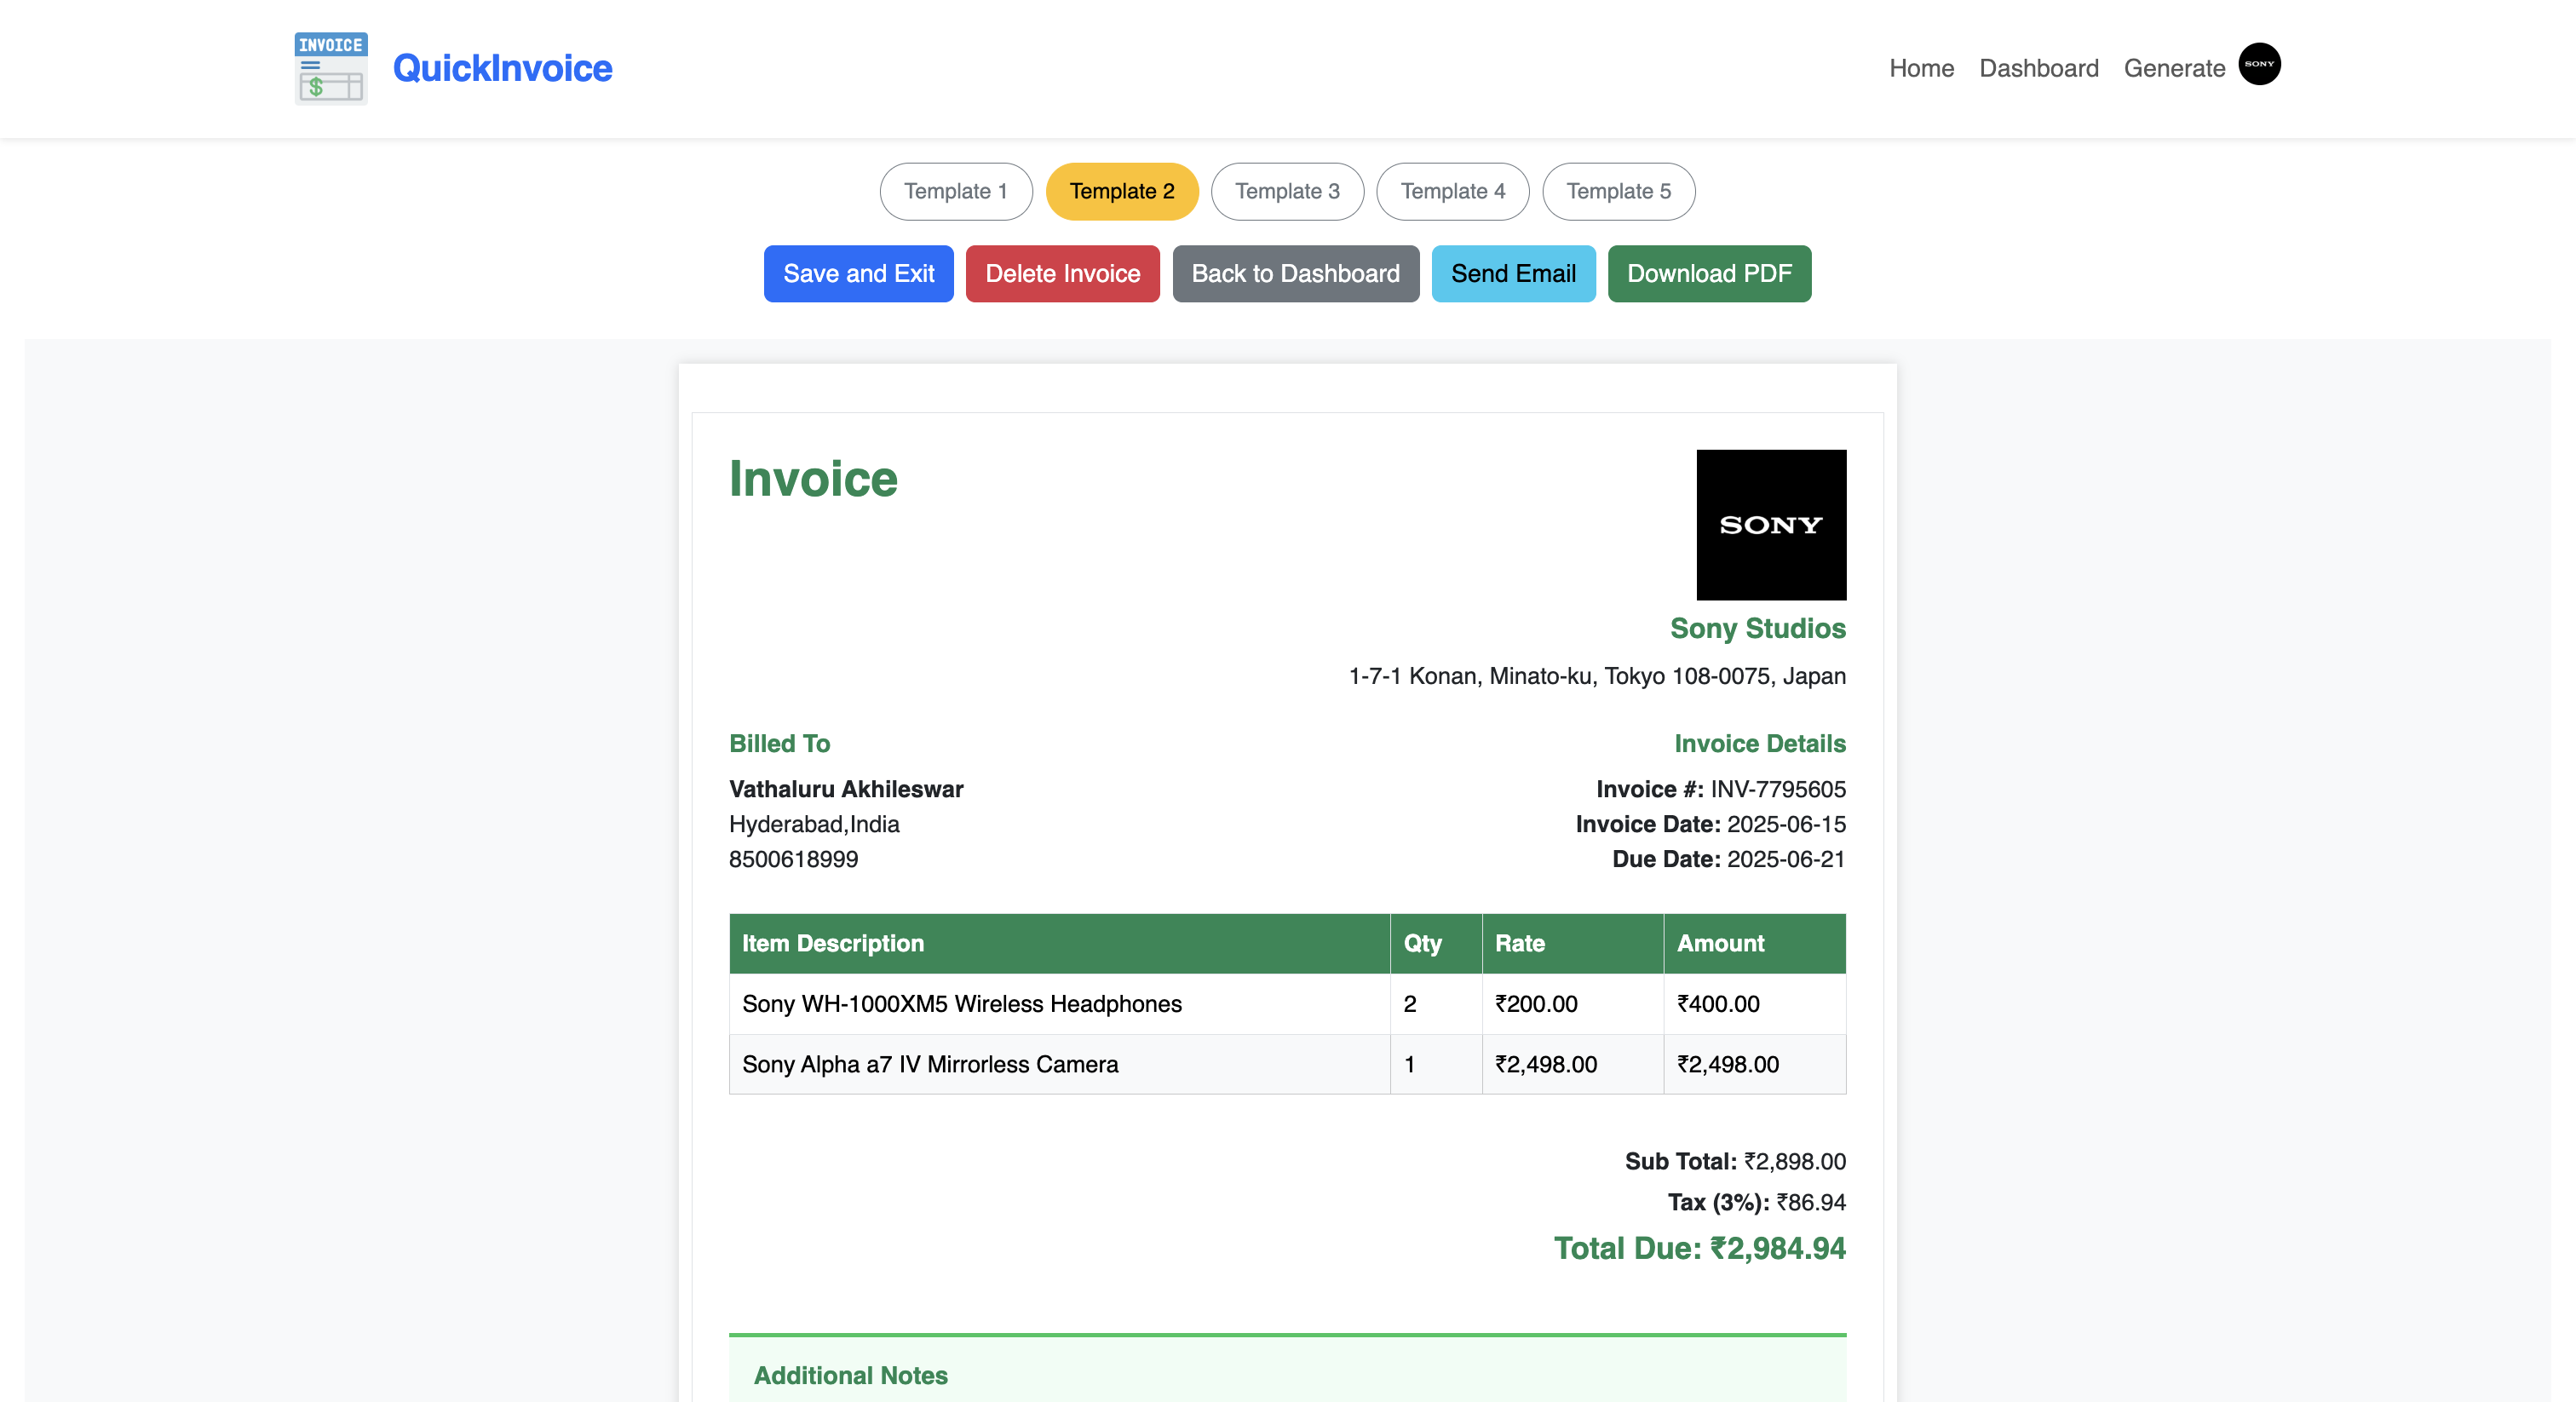 INVOICE
$
QuickInvoice
Home Dashboard Generate SONY
Template 1 Template 2 Template 3 Template 4 Template 5
Save and Exit Delete Invoice Back to Dashboard Send Email Download PDF
Invoice
SONY
Sony Studios
1-7-1 Konan, Minato-ku, Tokyo 108-0075, Japan
Billed To
Vathaluru Akhileswar
Hyderabad,India
8500618999
Invoice Details
Invoice #: INV-7795605
Invoice Date: 2025-06-15
Due Date: 2025-06-21
Item Description Qty Rate Amount
Sony WH-1000XM5 Wireless Headphones 2 ₹200.00 ₹400.00
Sony Alpha a7 IV Mirrorless Camera 1 ₹2,498.00 ₹2,498.00
Sub Total: ₹2,898.00
Tax (3%): ₹86.94
Total Due: ₹2,984.94
Additional Notes